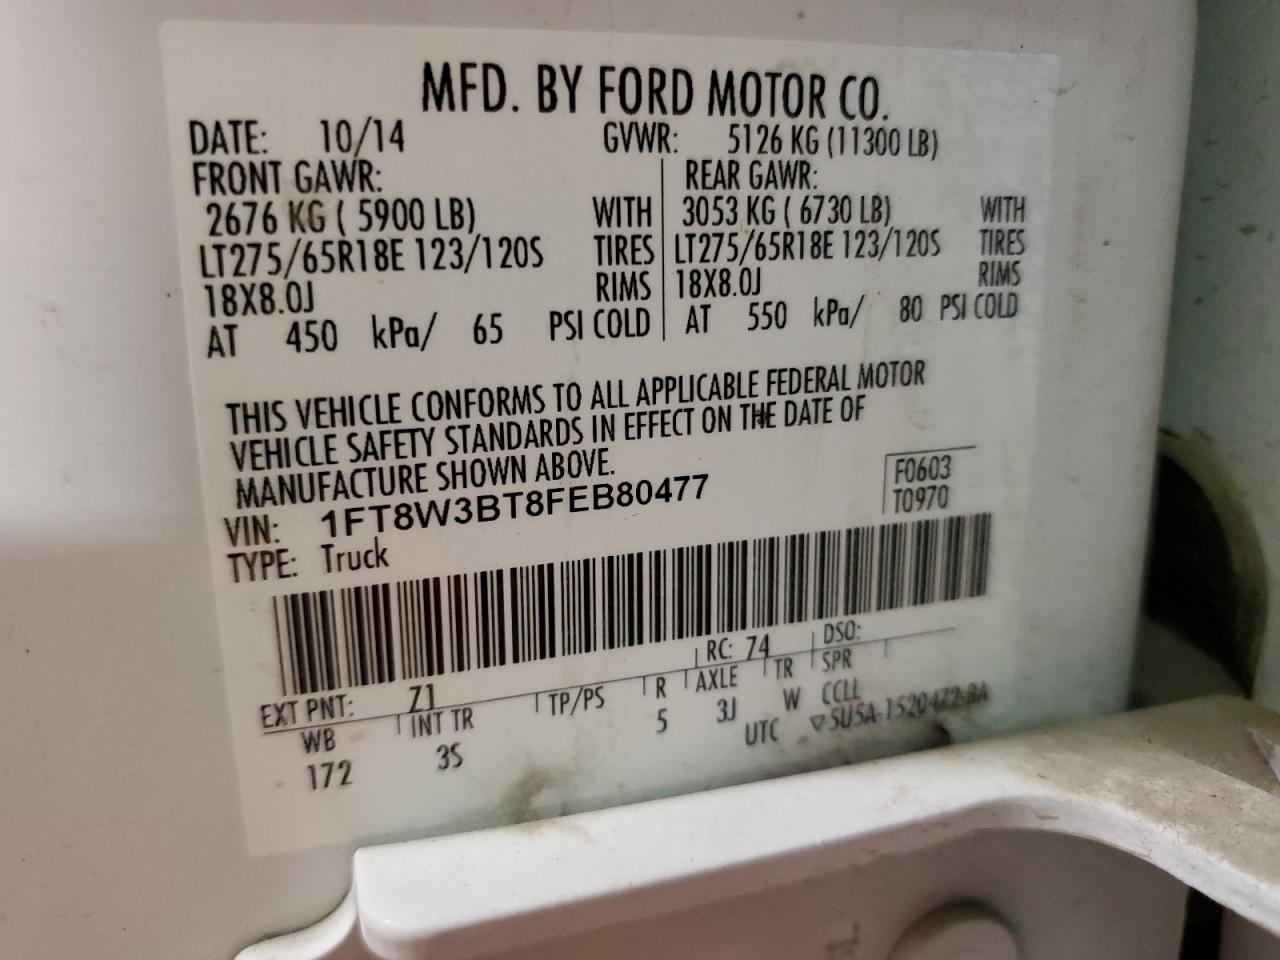 MFD. BY FORD MOTOR CO.
DATE: 10/14 GVWR: 5126 KG (11300 LB)
FRONT GAWR: REAR GAWR:
2676 KG ( 5900 LB) WITH 3053 KG ( 6730 LB) WITH
LT275/65R18E 123/120S TIRES LT275/65R18E 123/120S TIRES
18X8.0J RIMS 18X8.0J RIMS
AT 450 kPa/ 65 PSI COLD AT 550 kPa/ 80 PSI COLD
THIS VEHICLE CONFORMS TO ALL APPLICABLE FEDERAL MOTOR
VEHICLE SAFETY STANDARDS IN EFFECT ON THE DATE OF
MANUFACTURE SHOWN ABOVE.
F0603
VIN: 1FT8W3BT8FEB80477 T0970
TYPE: Truck
EXT PNT: Z1 RC: 74 DSO:
WB INT TR TP/PS R AXLE TR SPR
172 3S 5 3J W CCLL
UTC ▽5U5A-1520472-BA